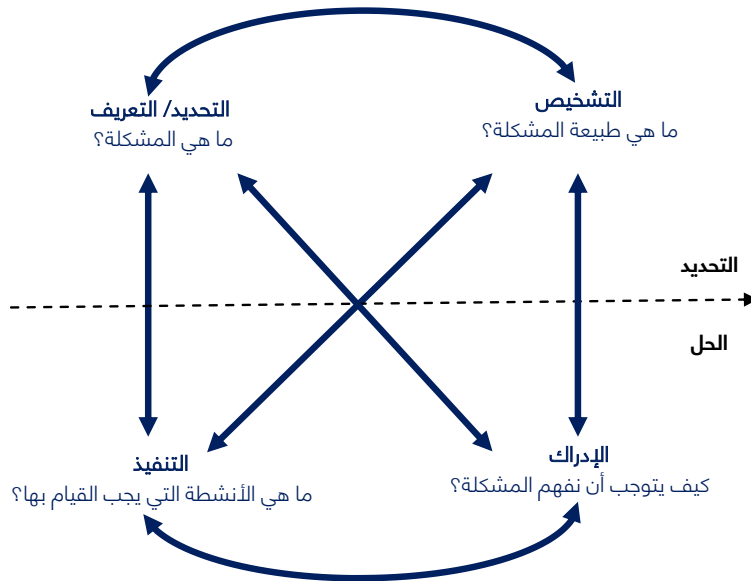 التشخيص
ما هي طبيعة المشكلة؟
التحديد/ التعريف
ما هي المشكلة؟
التحديد
الحل
الإدراك
كيف يتوجب أن نفهم المشكلة؟
التنفيذ
ما هي الأنشطة التي يجب القيام بها؟